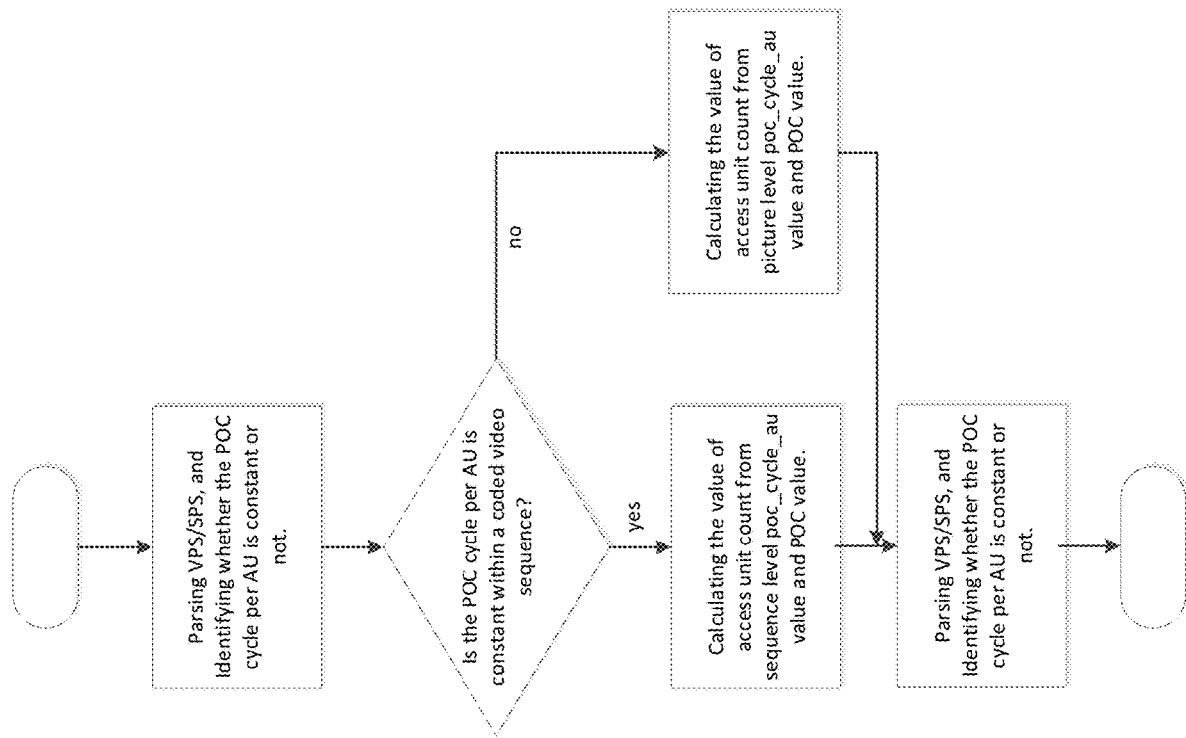 Parsing VPS/SPS, and
Identifying whether the POC
cycle per AU is constant or
not.
Is the POC cycle per AU is
constant within a coded video
sequence?
no
yes
Calculating the value of
access unit count from
picture level poc_cycle_au
value and POC value.
Calculating the value of
access unit count from
sequence level poc_cycle_au
value and POC value.
Parsing VPS/SPS, and
Identifying whether the POC
cycle per AU is constant or
not.